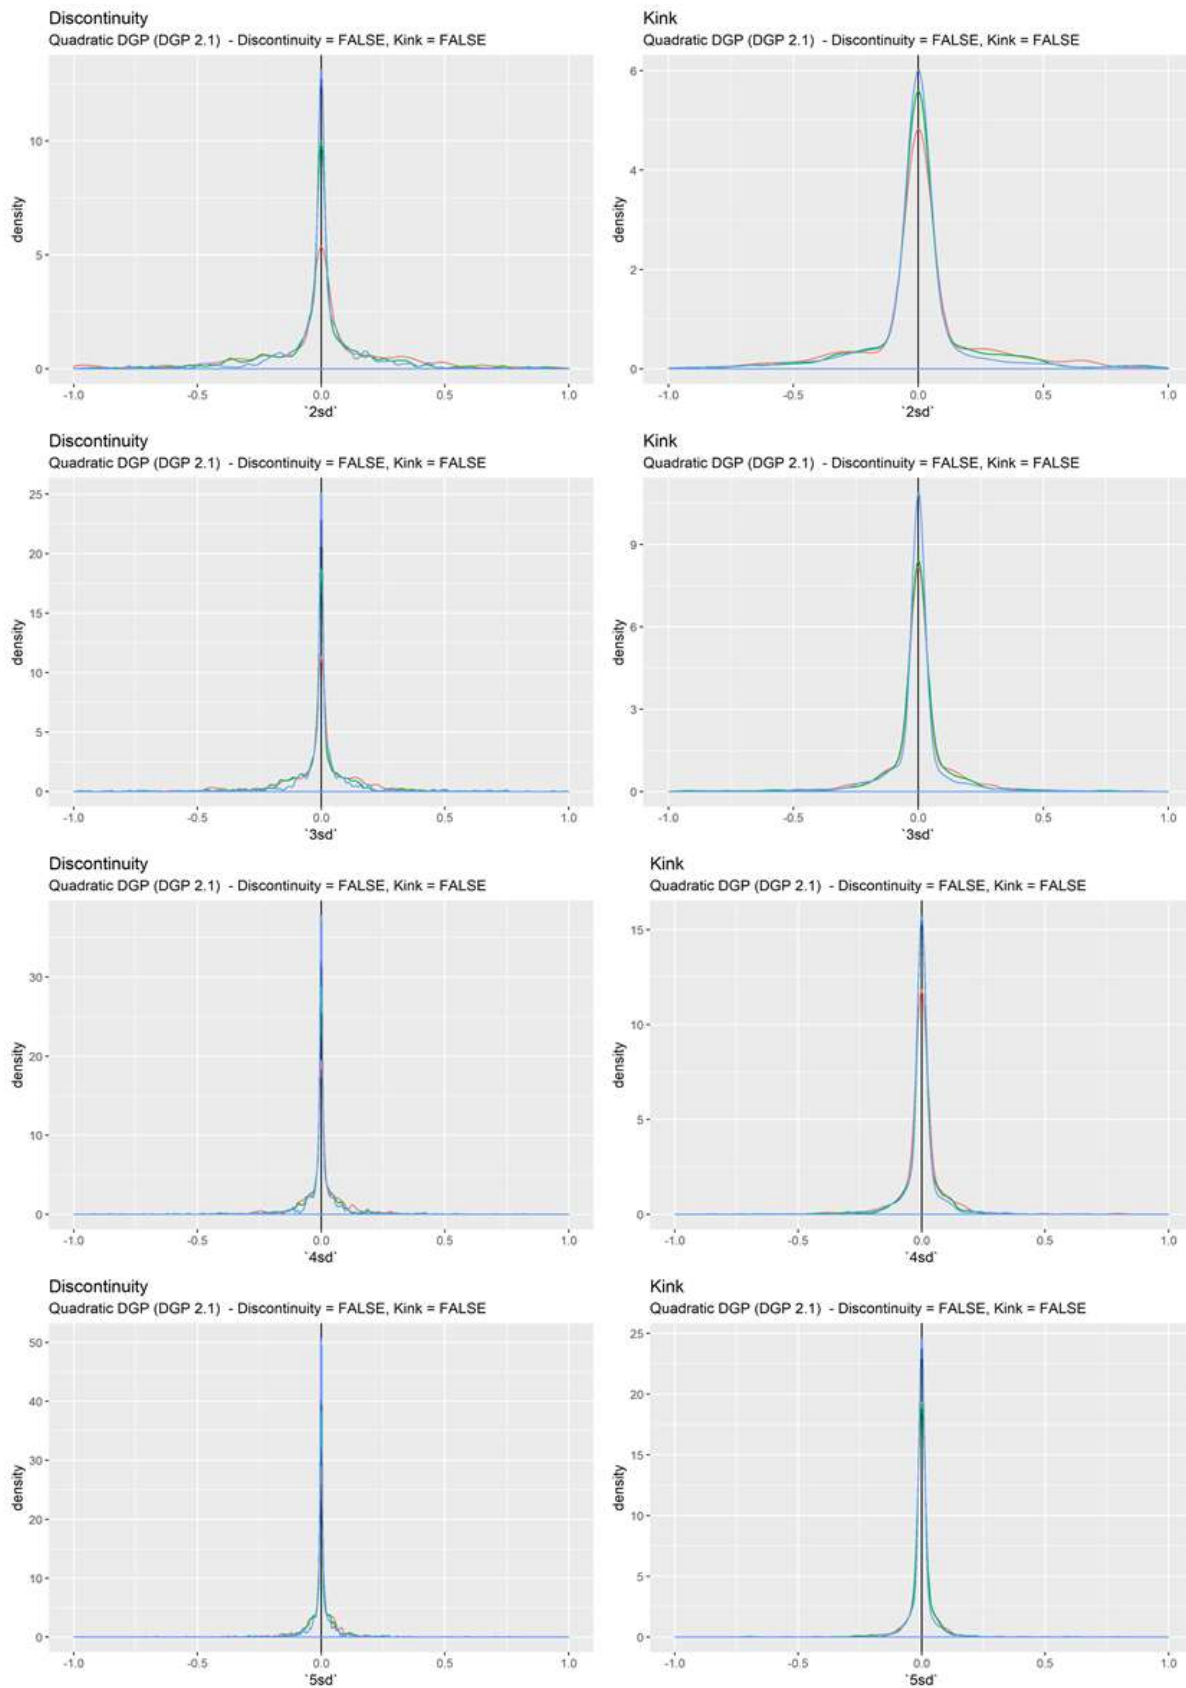 Discontinuity
Quadratic DGP (DGP 2.1)  - Discontinuity = FALSE, Kink = FALSE
10
5
0
density
-1.0 -0.5 0.0 0.5 1.0
`2sd`
Kink
Quadratic DGP (DGP 2.1)  - Discontinuity = FALSE, Kink = FALSE
6
4
2
0
density
-1.0 -0.5 0.0 0.5 1.0
`2sd`
Discontinuity
Quadratic DGP (DGP 2.1)  - Discontinuity = FALSE, Kink = FALSE
25
20
15
10
5
0
density
-1.0 -0.5 0.0 0.5 1.0
`3sd`
Kink
Quadratic DGP (DGP 2.1)  - Discontinuity = FALSE, Kink = FALSE
9
6
3
0
density
-1.0 -0.5 0.0 0.5 1.0
`3sd`
Discontinuity
Quadratic DGP (DGP 2.1)  - Discontinuity = FALSE, Kink = FALSE
30
20
10
0
density
-1.0 -0.5 0.0 0.5 1.0
`4sd`
Kink
Quadratic DGP (DGP 2.1)  - Discontinuity = FALSE, Kink = FALSE
15
10
5
0
density
-1.0 -0.5 0.0 0.5 1.0
`4sd`
Discontinuity
Quadratic DGP (DGP 2.1)  - Discontinuity = FALSE, Kink = FALSE
50
40
30
20
10
0
density
-1.0 -0.5 0.0 0.5 1.0
`5sd`
Kink
Quadratic DGP (DGP 2.1)  - Discontinuity = FALSE, Kink = FALSE
25
20
15
10
5
0
density
-1.0 -0.5 0.0 0.5 1.0
`5sd`